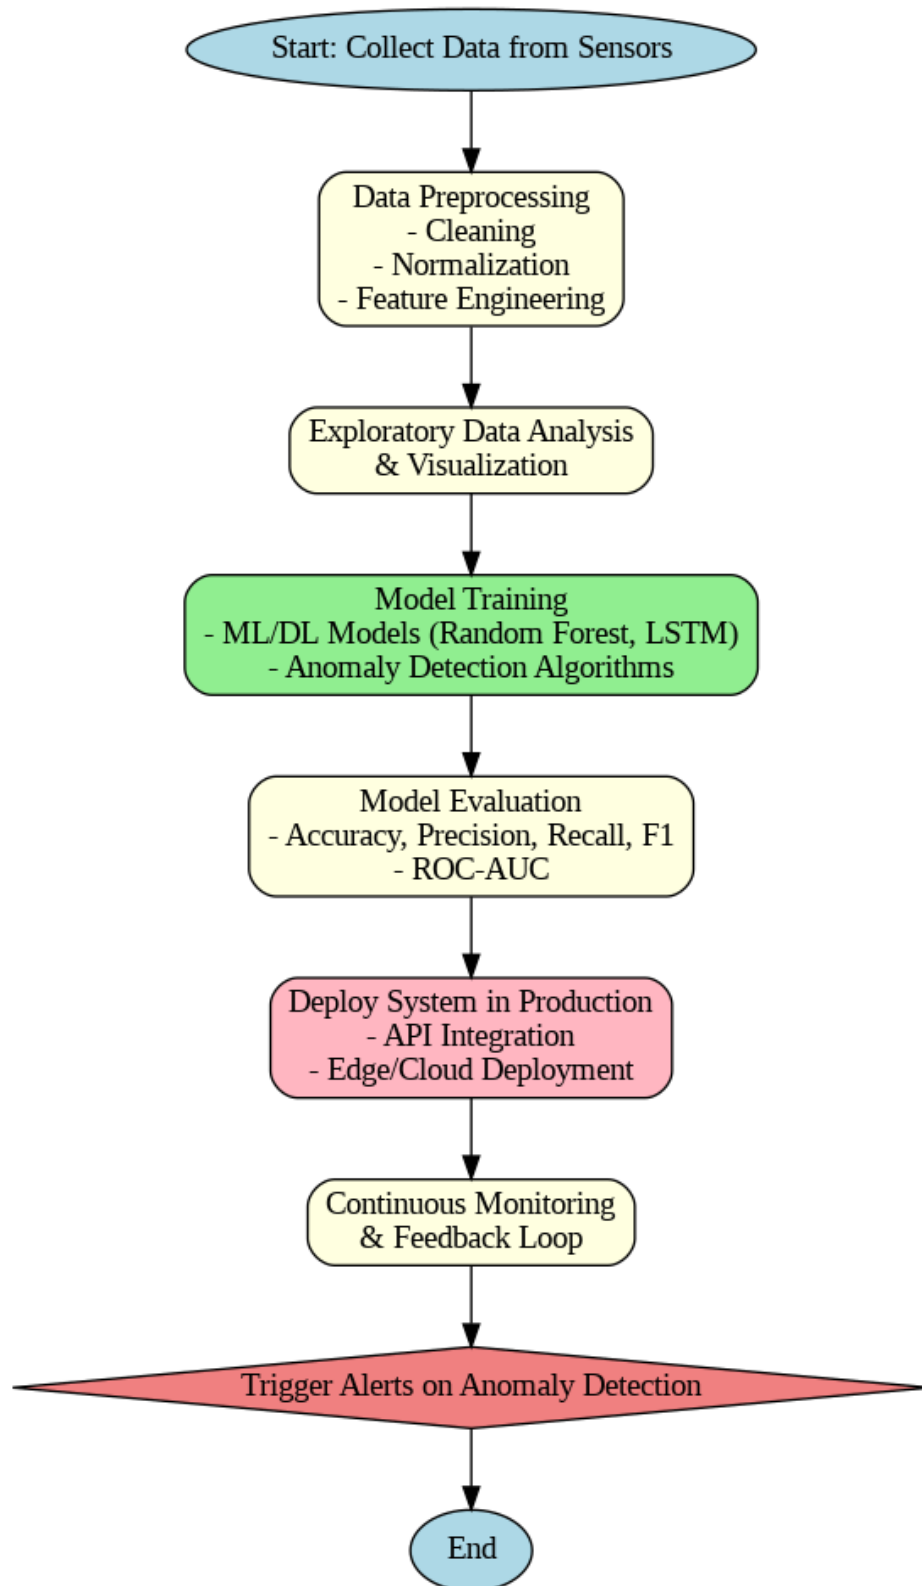 Start: Collect Data from Sensors
Data Preprocessing
- Cleaning
- Normalization
- Feature Engineering
Exploratory Data Analysis
& Visualization
Model Training
- ML/DL Models (Random Forest, LSTM)
- Anomaly Detection Algorithms
Model Evaluation
- Accuracy, Precision, Recall, F1
- ROC-AUC
Deploy System in Production
- API Integration
- Edge/Cloud Deployment
Continuous Monitoring
& Feedback Loop
Trigger Alerts on Anomaly Detection
End